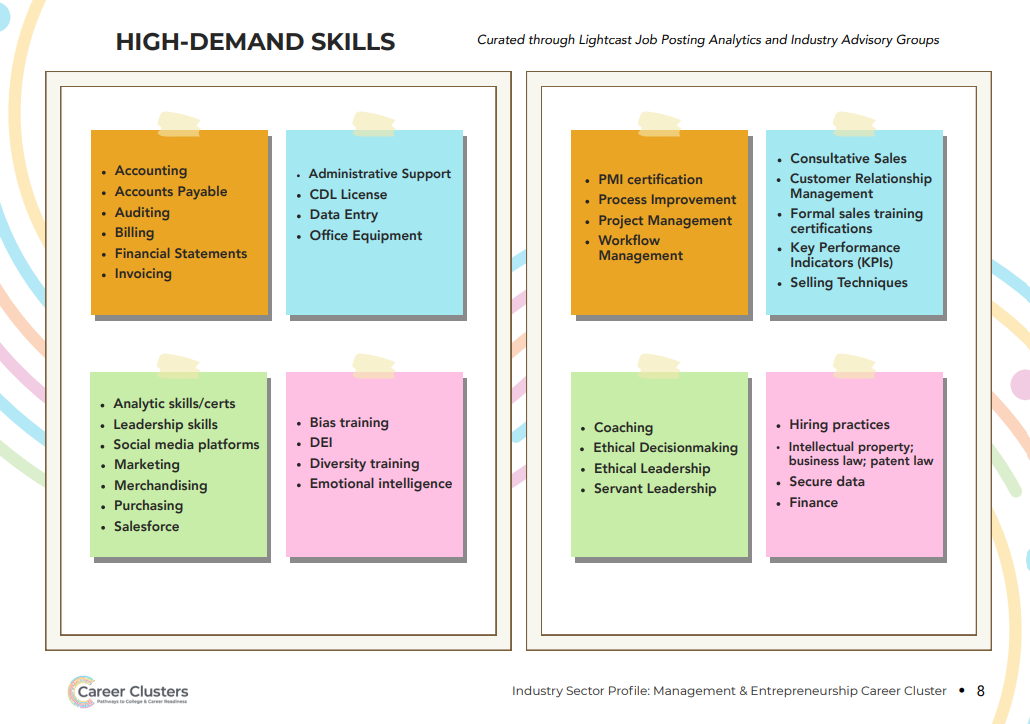 HIGH-DEMAND SKILLS
Curated through Lightcast Job Posting Analytics and Industry Advisory Groups
• Accounting
• Accounts Payable
• Auditing
• Billing
• Financial Statements
• Invoicing
• Administrative Support
• CDL License
• Data Entry
• Office Equipment
• Analytic skills/certs
• Leadership skills
• Social media platforms
• Marketing
• Merchandising
• Purchasing
• Salesforce
• Bias training
• DEI
• Diversity training
• Emotional intelligence
• PMI certification
• Process Improvement
• Project Management
• Workflow
Management
• Consultative Sales
• Customer Relationship
Management
• Formal sales training
certifications
• Key Performance
Indicators (KPIs)
• Selling Techniques
• Coaching
• Ethical Decisionmaking
• Ethical Leadership
• Servant Leadership
• Hiring practices
• Intellectual property;
business law; patent law
• Secure data
• Finance
Career Clusters
Pathways to College & Career Readiness
Industry Sector Profile: Management & Entrepreneurship Career Cluster • 8